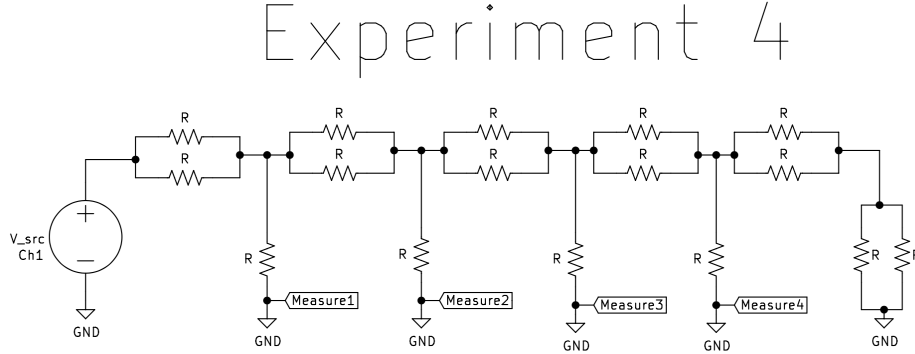 Experiment 4
R R R R R
R R R R R
V_src
Ch1
R R R R R R
Measure1 Measure2 Measure3 Measure4
GND GND GND GND GND GND